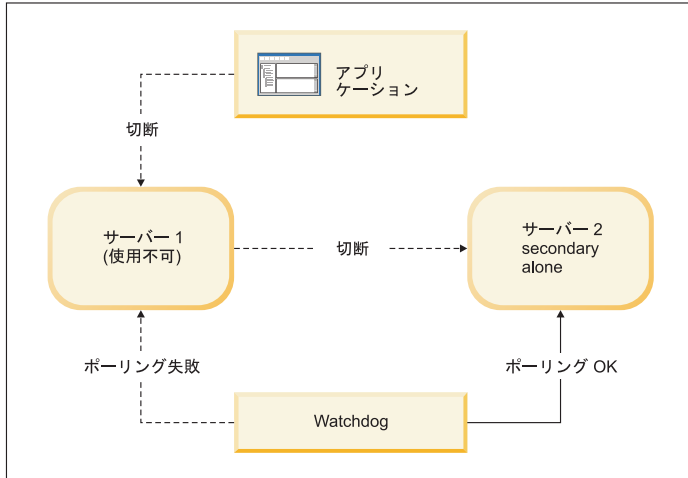 アプリ
ケーション
切断
サーバー 1
(使用不可)
切断
サーバー 2
secondary
alone
ポーリング失敗
ポーリング OK
Watchdog